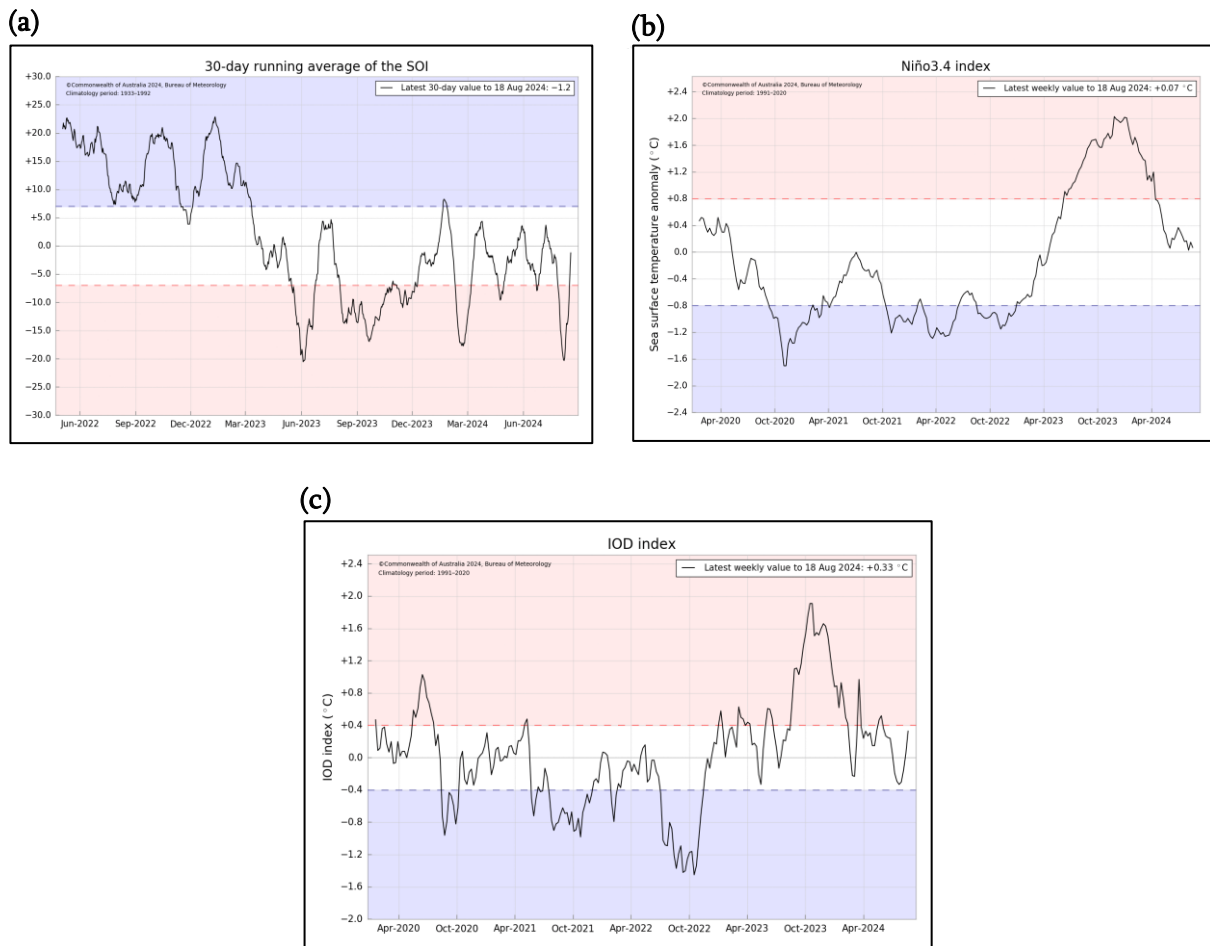 (a)
30-day running average of the SOI
©Commonwealth of Australia 2024, Bureau of Meteorology
Climatology period: 1933–1992
Latest 30-day value to 18 Aug 2024: −1.2
+30.0
+25.0
+20.0
+15.0
+10.0
+5.0
0.0
−5.0
−10.0
−15.0
−20.0
−25.0
−30.0
Jun-2022 Sep-2022 Dec-2022 Mar-2023 Jun-2023 Sep-2023 Dec-2023 Mar-2024 Jun-2024
(b)
Niño3.4 index
©Commonwealth of Australia 2024, Bureau of Meteorology
Climatology period: 1991–2020
Latest weekly value to 18 Aug 2024: +0.07 °C
Sea surface temperature anomaly (°C)
+2.4
+2.0
+1.6
+1.2
+0.8
+0.4
0.0
−0.4
−0.8
−1.2
−1.6
−2.0
−2.4
Apr-2020 Oct-2020 Apr-2021 Oct-2021 Apr-2022 Oct-2022 Apr-2023 Oct-2023 Apr-2024
(c)
IOD index
©Commonwealth of Australia 2024, Bureau of Meteorology
Climatology period: 1991–2020
Latest weekly value to 18 Aug 2024: +0.33 °C
IOD index (°C)
+2.4
+2.0
+1.6
+1.2
+0.8
+0.4
0.0
−0.4
−0.8
−1.2
−1.6
−2.0
Apr-2020 Oct-2020 Apr-2021 Oct-2021 Apr-2022 Oct-2022 Apr-2023 Oct-2023 Apr-2024